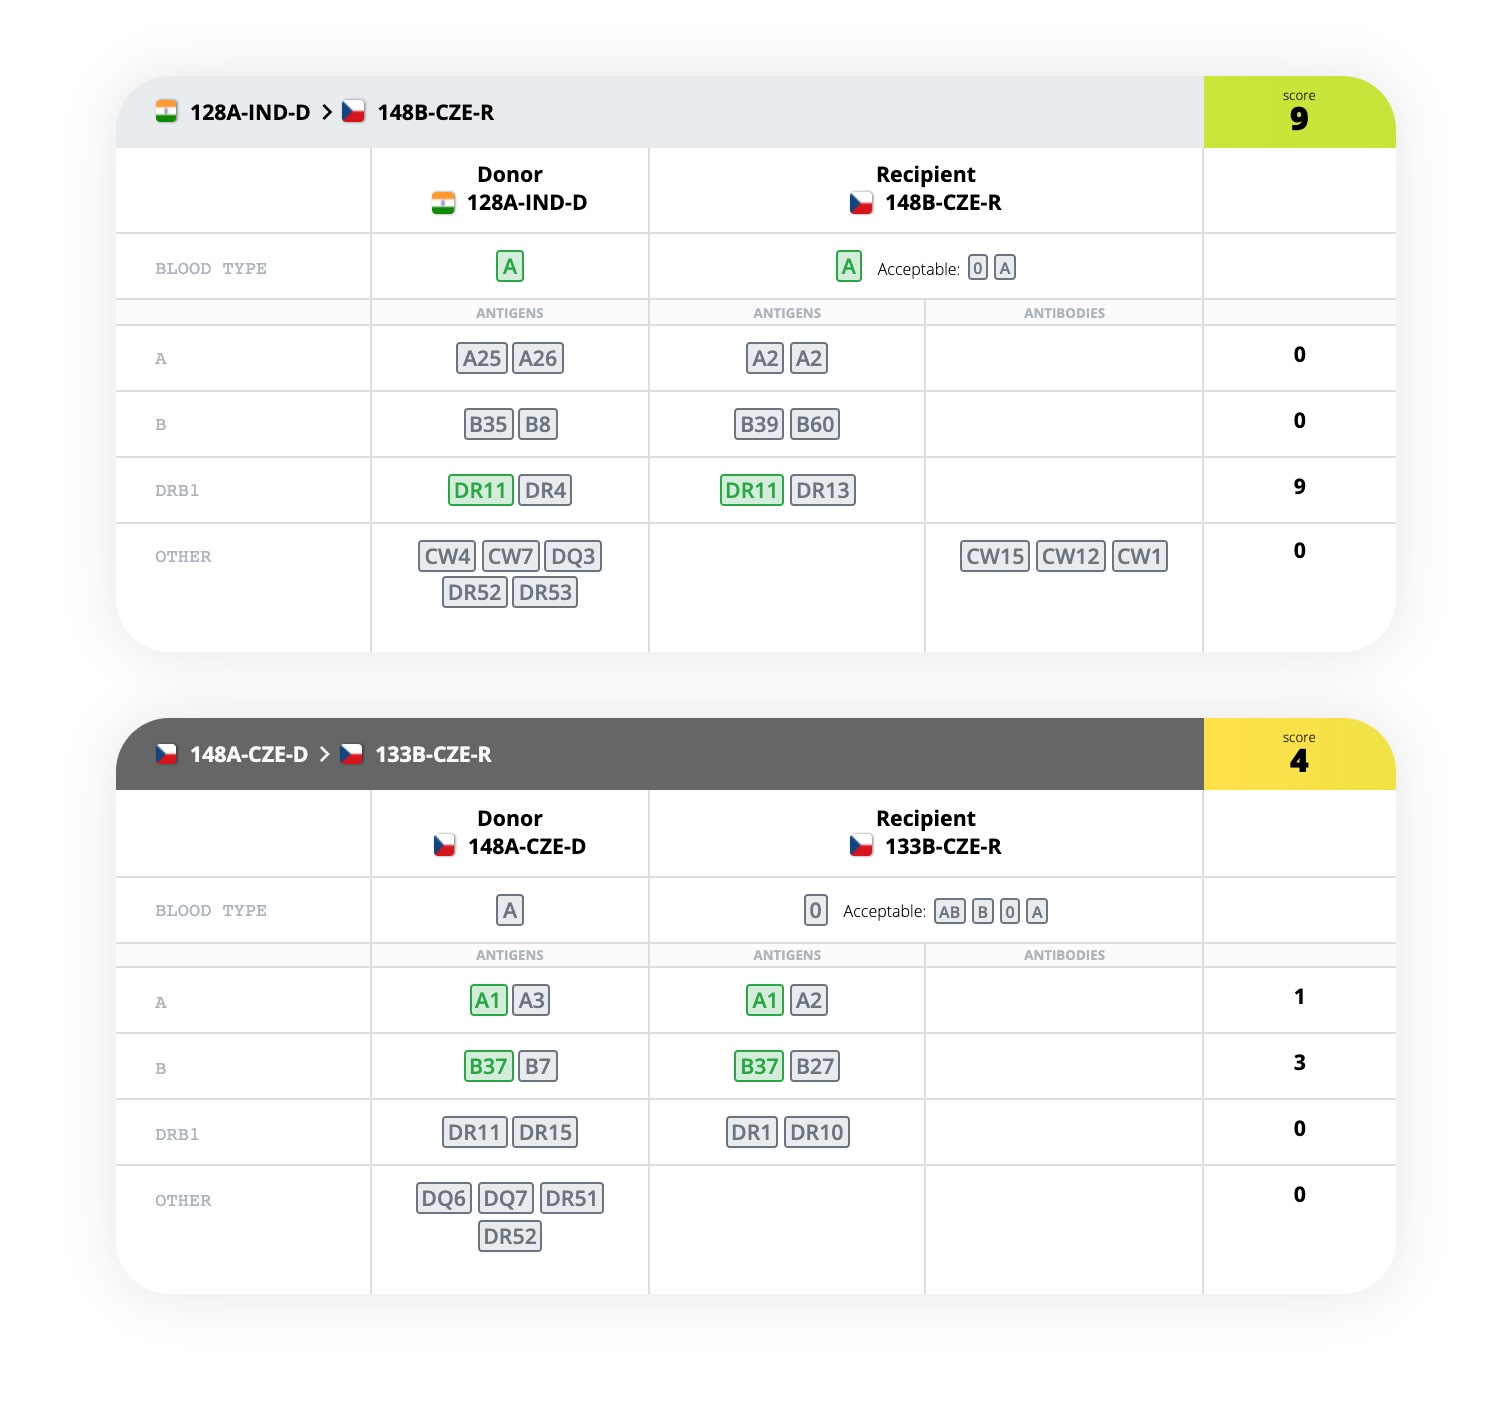 128A-IND-D > 148B-CZE-R
score
9
Donor
128A-IND-D
Recipient
148B-CZE-R
BLOOD TYPE A A Acceptable: 0 A
ANTIGENS ANTIGENS ANTIBODIES
A A25 A26 A2 A2 0
B B35 B8 B39 B60 0
DRB1 DR11 DR4 DR11 DR13 9
OTHER CW4 CW7 DQ3 CW15 CW12 CW1 0
DR52 DR53
148A-CZE-D > 133B-CZE-R
score
4
Donor
148A-CZE-D
Recipient
133B-CZE-R
BLOOD TYPE A 0 Acceptable: AB B 0 A
ANTIGENS ANTIGENS ANTIBODIES
A A1 A3 A1 A2 1
B B37 B7 B37 B27 3
DRB1 DR11 DR15 DR1 DR10 0
OTHER DQ6 DQ7 DR51 0
DR52